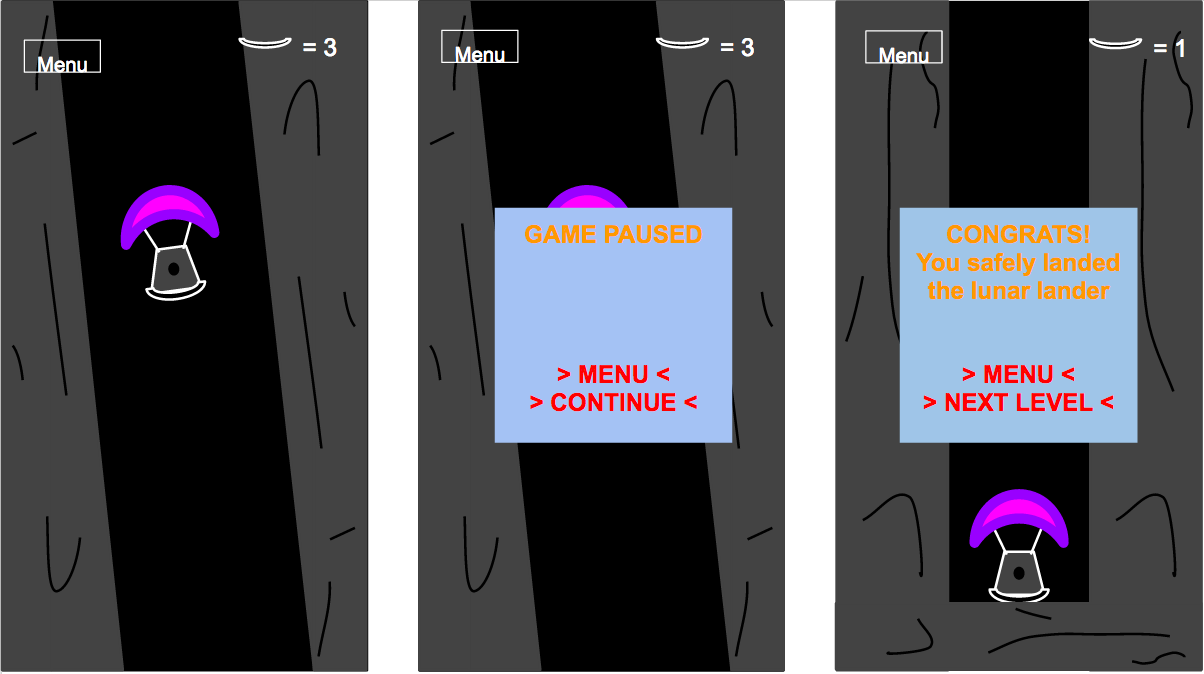 Menu
= 3
Menu
= 3
GAME PAUSED
> MENU <
> CONTINUE <
Menu
= 1
CONGRATS!
You safely landed
the lunar lander
> MENU <
> NEXT LEVEL <